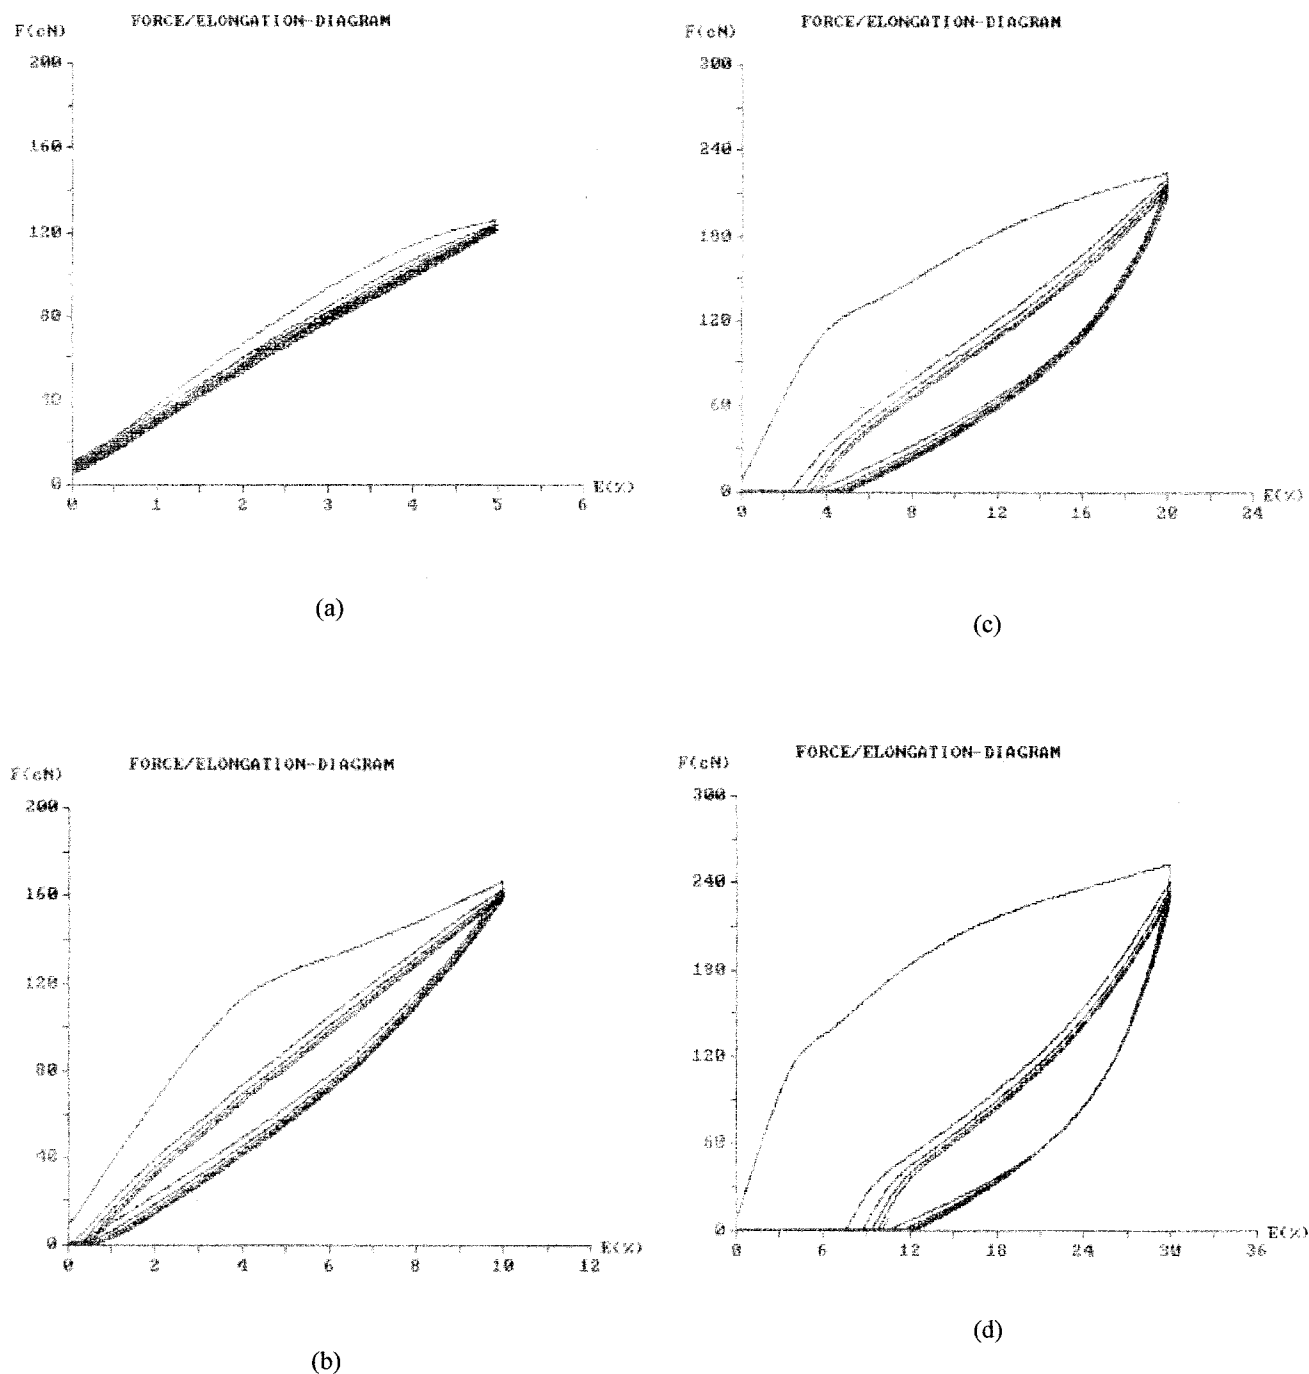 FORCE/ELONGATION-DIAGRAM
F(cN)
200
160
120
80
40
0
0 1 2 3 4 5 6 E(%)
(a)
FORCE/ELONGATION-DIAGRAM
F(cN)
300
240
180
120
60
0
0 4 8 12 16 20 24 E(%)
(c)
FORCE/ELONGATION-DIAGRAM
F(cN)
200
160
120
80
40
0
0 2 4 6 8 10 12 E(%)
(b)
FORCE/ELONGATION-DIAGRAM
F(cN)
300
240
180
120
60
0
0 6 12 18 24 30 36 E(%)
(d)